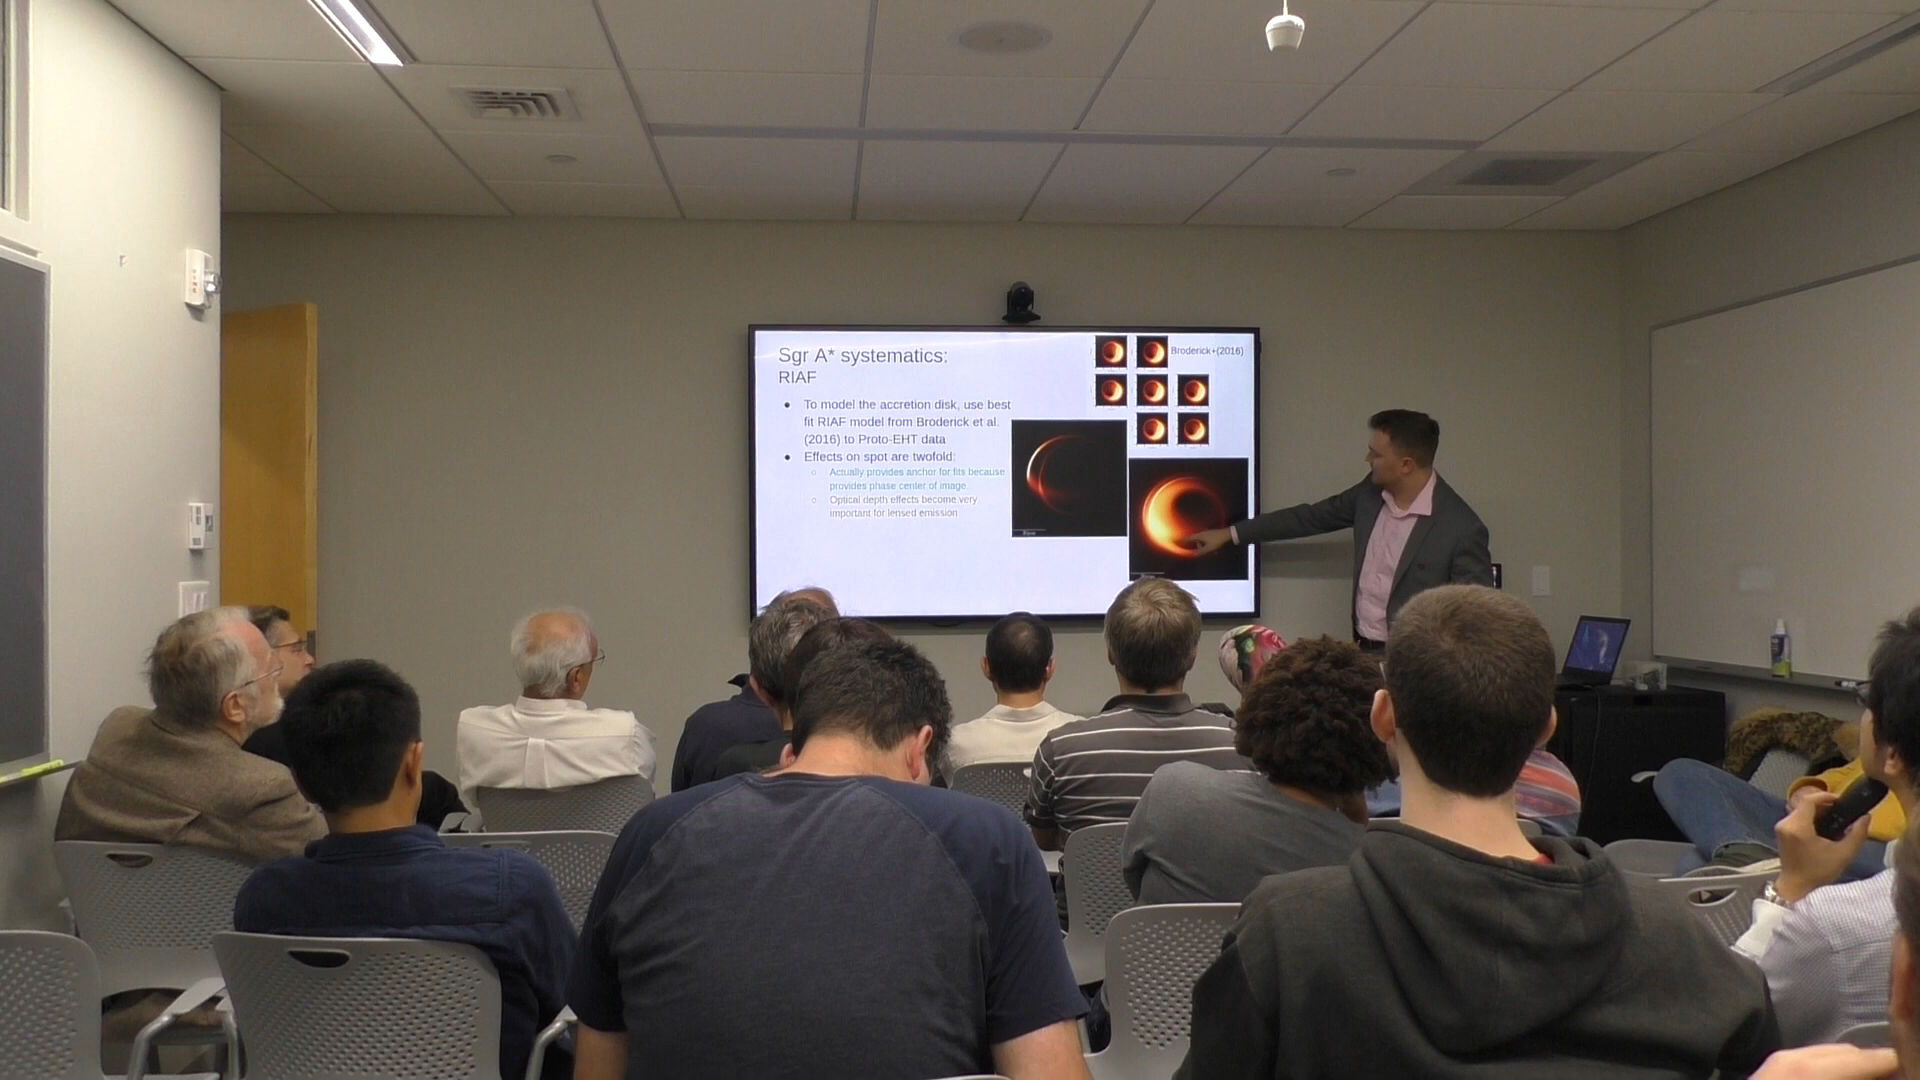 Sgr A* systematics:
RIAF
Broderick+(2016)
● To model the accretion disk, use best
fit RIAF model from Broderick et al.
(2016) to Proto-EHT data
● Effects on spot are twofold:
○ Actually provides anchor for fits because
provides phase center of image.
○ Optical depth effects become very
important for lensed emission